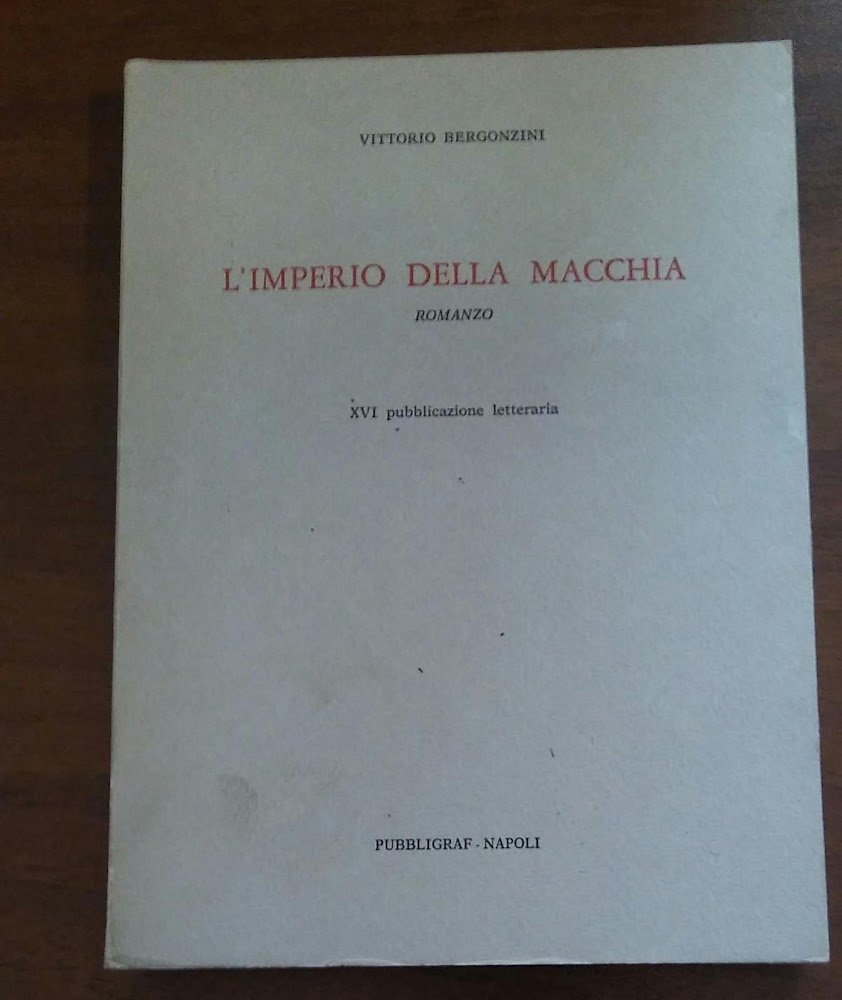 VITTORIO BERGONZINI
L'IMPERIO DELLA MACCHIA
ROMANZO
XVI pubblicazione letteraria
PUBBLIGRAF - NAPOLI